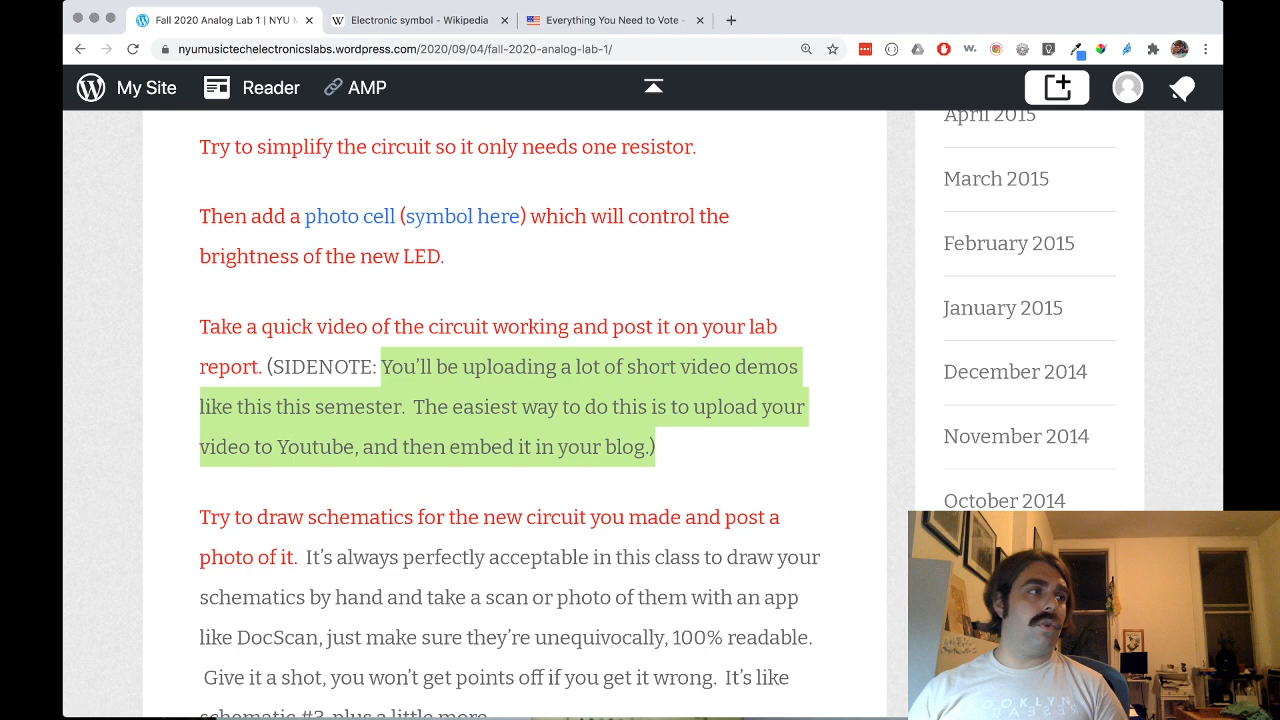 Fall 2020 Analog Lab 1 | NYU M
Electronic symbol - Wikipedia
Everything You Need to Vote -
nyumusictechelectronicslabs.wordpress.com/2020/09/04/fall-2020-analog-lab-1/
My Site
Reader
AMP
Try to simplify the circuit so it only needs one resistor.
Then add a photo cell (symbol here) which will control the
brightness of the new LED.
Take a quick video of the circuit working and post it on your lab
report. (SIDENOTE: You’ll be uploading a lot of short video demos
like this this semester.  The easiest way to do this is to upload your
video to Youtube, and then embed it in your blog.)
Try to draw schematics for the new circuit you made and post a
photo of it.  It’s always perfectly acceptable in this class to draw your
schematics by hand and take a scan or photo of them with an app
like DocScan, just make sure they’re unequivocally, 100% readable.
Give it a shot, you won’t get points off if you get it wrong.  It’s like
schematic #3, plus a little more.
April 2015
March 2015
February 2015
January 2015
December 2014
November 2014
October 2014